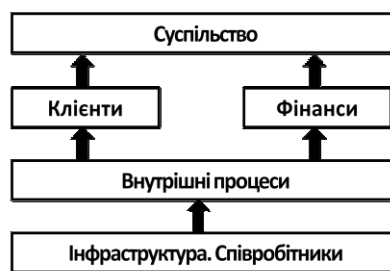 Суспільство
Клієнти
Фінанси
Внутрішні процеси
Інфраструктура. Співробітники